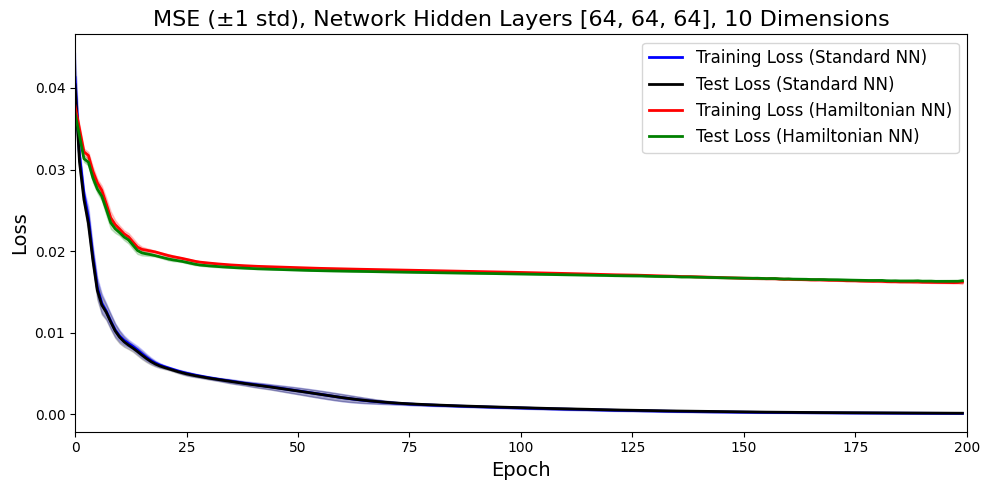 MSE (±1 std), Network Hidden Layers [64, 64, 64], 10 Dimensions
Training Loss (Standard NN)
Test Loss (Standard NN)
Training Loss (Hamiltonian NN)
Test Loss (Hamiltonian NN)
Loss
0.04
0.03
0.02
0.01
0.00
0 25 50 75 100 125 150 175 200
Epoch